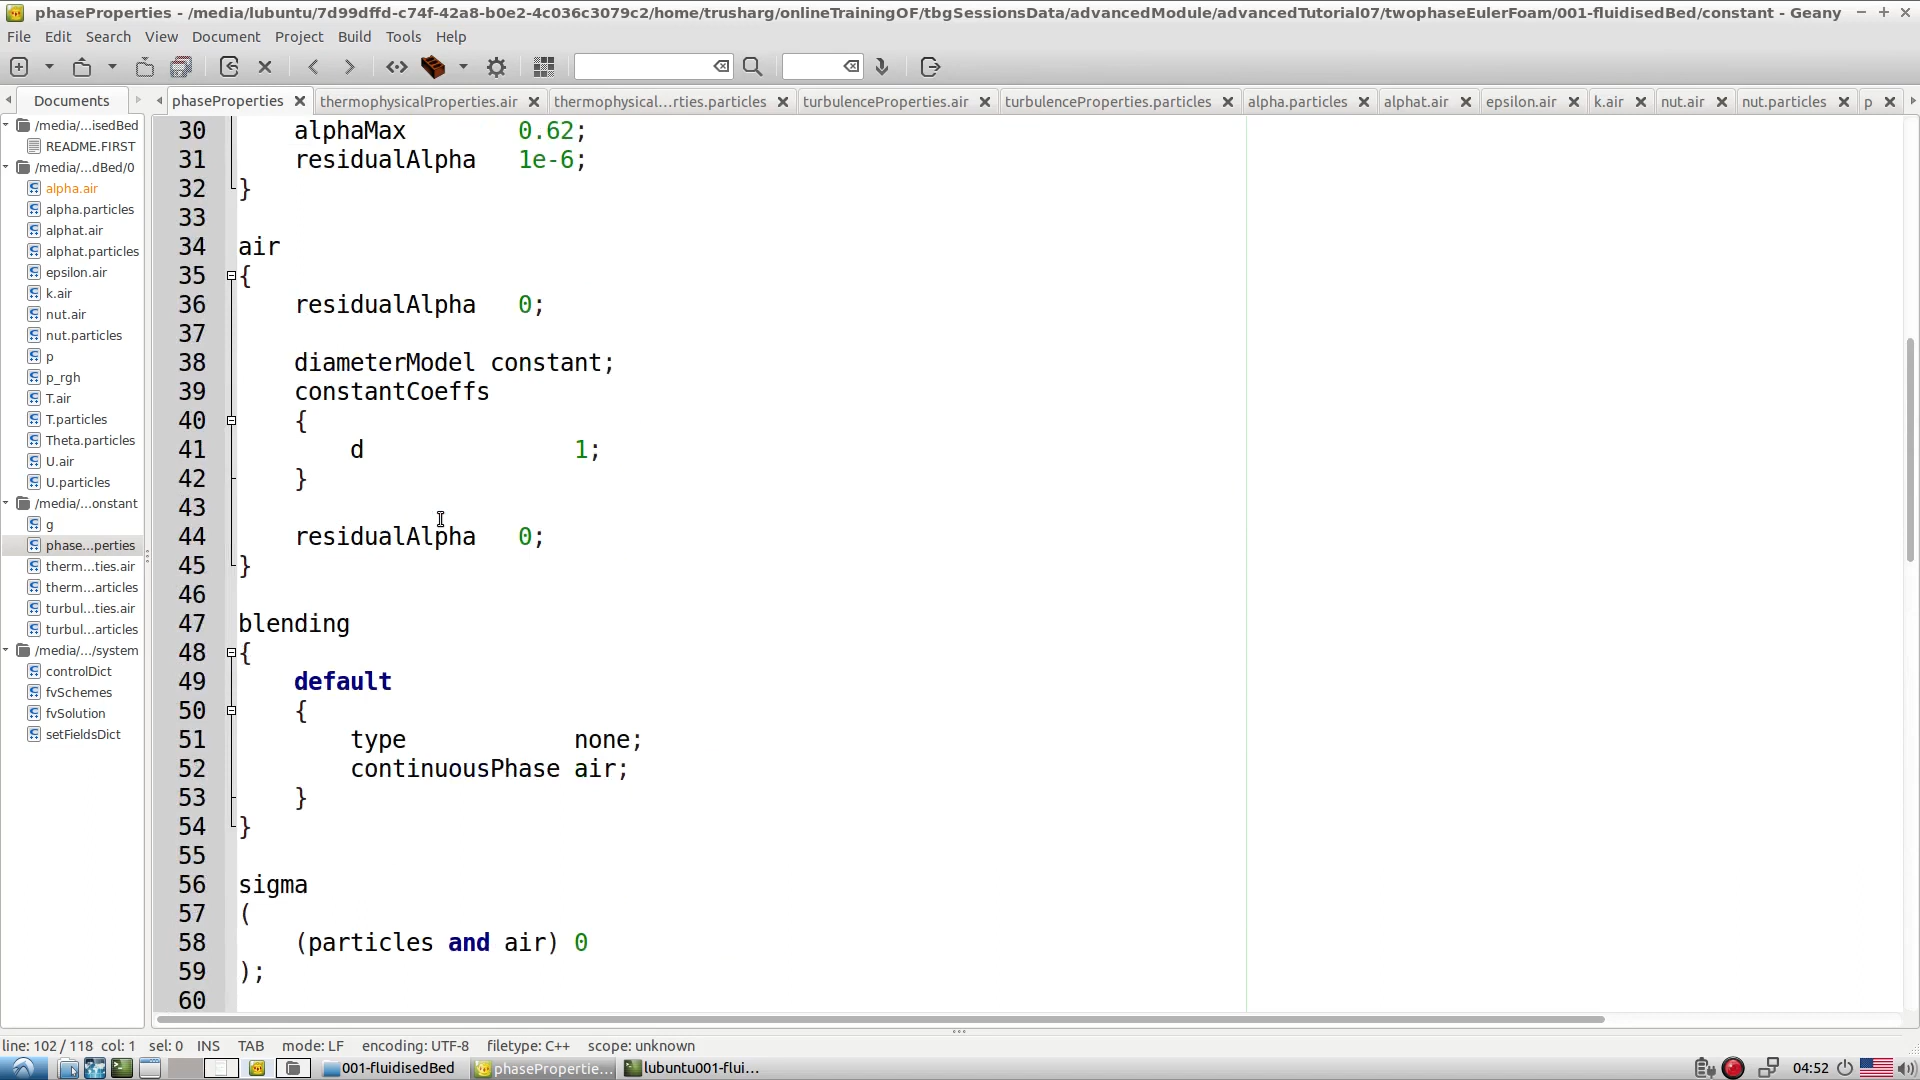 phaseProperties - /media/lubuntu/7d99dffd-c74f-42a8-b0e2-4c036c3079c2/home/trusharg/onlineTrainingOF/tbgSessionsData/advancedModule/advancedTutorial07/twophaseEulerFoam/001-fluidisedBed/constant - Geany
File Edit Search View Document Project Build Tools Help
Documents
phaseProperties thermophysicalProperties.air thermophysical...rties.particles turbulenceProperties.air turbulenceProperties.particles alpha.particles alphat.air epsilon.air k.air nut.air nut.particles p
/media/...isedBed
README.FIRST
/media/...dBed/0
alpha.air
alpha.particles
alphat.air
alphat.particles
epsilon.air
k.air
nut.air
nut.particles
p
p_rgh
T.air
T.particles
Theta.particles
U.air
U.particles
/media/...onstant
g
phase...perties
therm...ties.air
therm...articles
turbul...ties.air
turbul...articles
/media/.../system
controlDict
fvSchemes
fvSolution
setFieldsDict
30 alphaMax 0.62;
31 residualAlpha 1e-6;
32 }
33
34 air
35 {
36 residualAlpha 0;
37
38 diameterModel constant;
39 constantCoeffs
40 {
41 d 1;
42 }
43
44 residualAlpha 0;
45 }
46
47 blending
48 {
49 default
50 {
51 type none;
52 continuousPhase air;
53 }
54 }
55
56 sigma
57 (
58 (particles and air) 0
59 );
60
line: 102 / 118 col: 1 sel: 0 INS TAB mode: LF encoding: UTF-8 filetype: C++ scope: unknown
001-fluidisedBed phasePropertie... lubuntu001-flui... 04:52